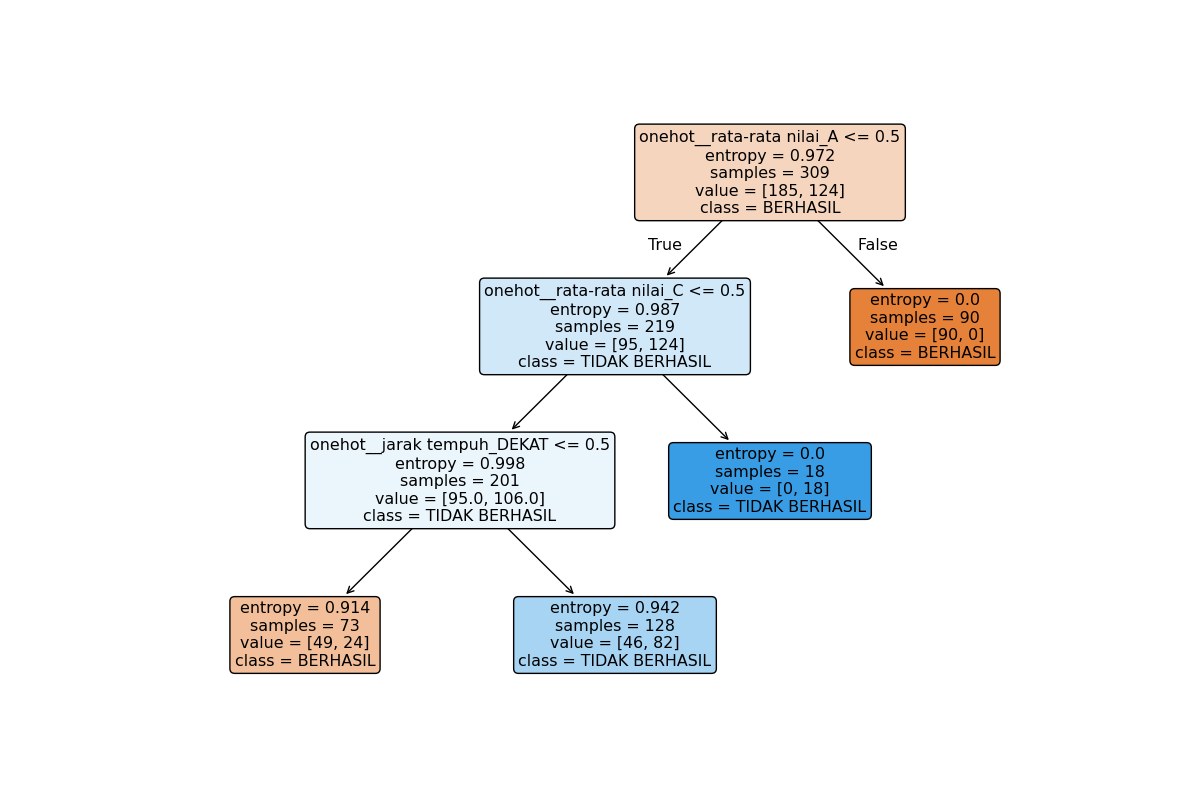 onehot__rata-rata nilai_A <= 0.5
entropy = 0.972
samples = 309
value = [185, 124]
class = BERHASIL
True
False
onehot__rata-rata nilai_C <= 0.5
entropy = 0.987
samples = 219
value = [95, 124]
class = TIDAK BERHASIL
entropy = 0.0
samples = 90
value = [90, 0]
class = BERHASIL
onehot__jarak tempuh_DEKAT <= 0.5
entropy = 0.998
samples = 201
value = [95.0, 106.0]
class = TIDAK BERHASIL
entropy = 0.0
samples = 18
value = [0, 18]
class = TIDAK BERHASIL
entropy = 0.914
samples = 73
value = [49, 24]
class = BERHASIL
entropy = 0.942
samples = 128
value = [46, 82]
class = TIDAK BERHASIL